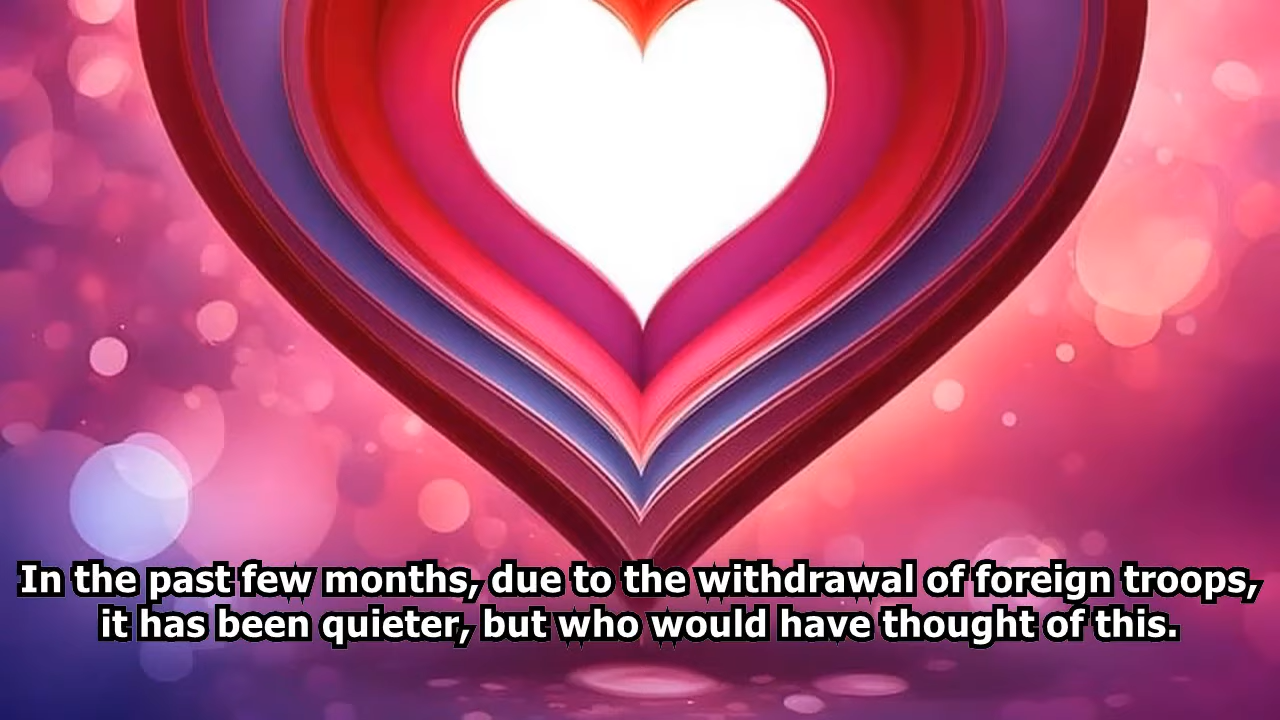 In the past few months, due to the withdrawal of foreign troops,
it has been quieter, but who would have thought of this.